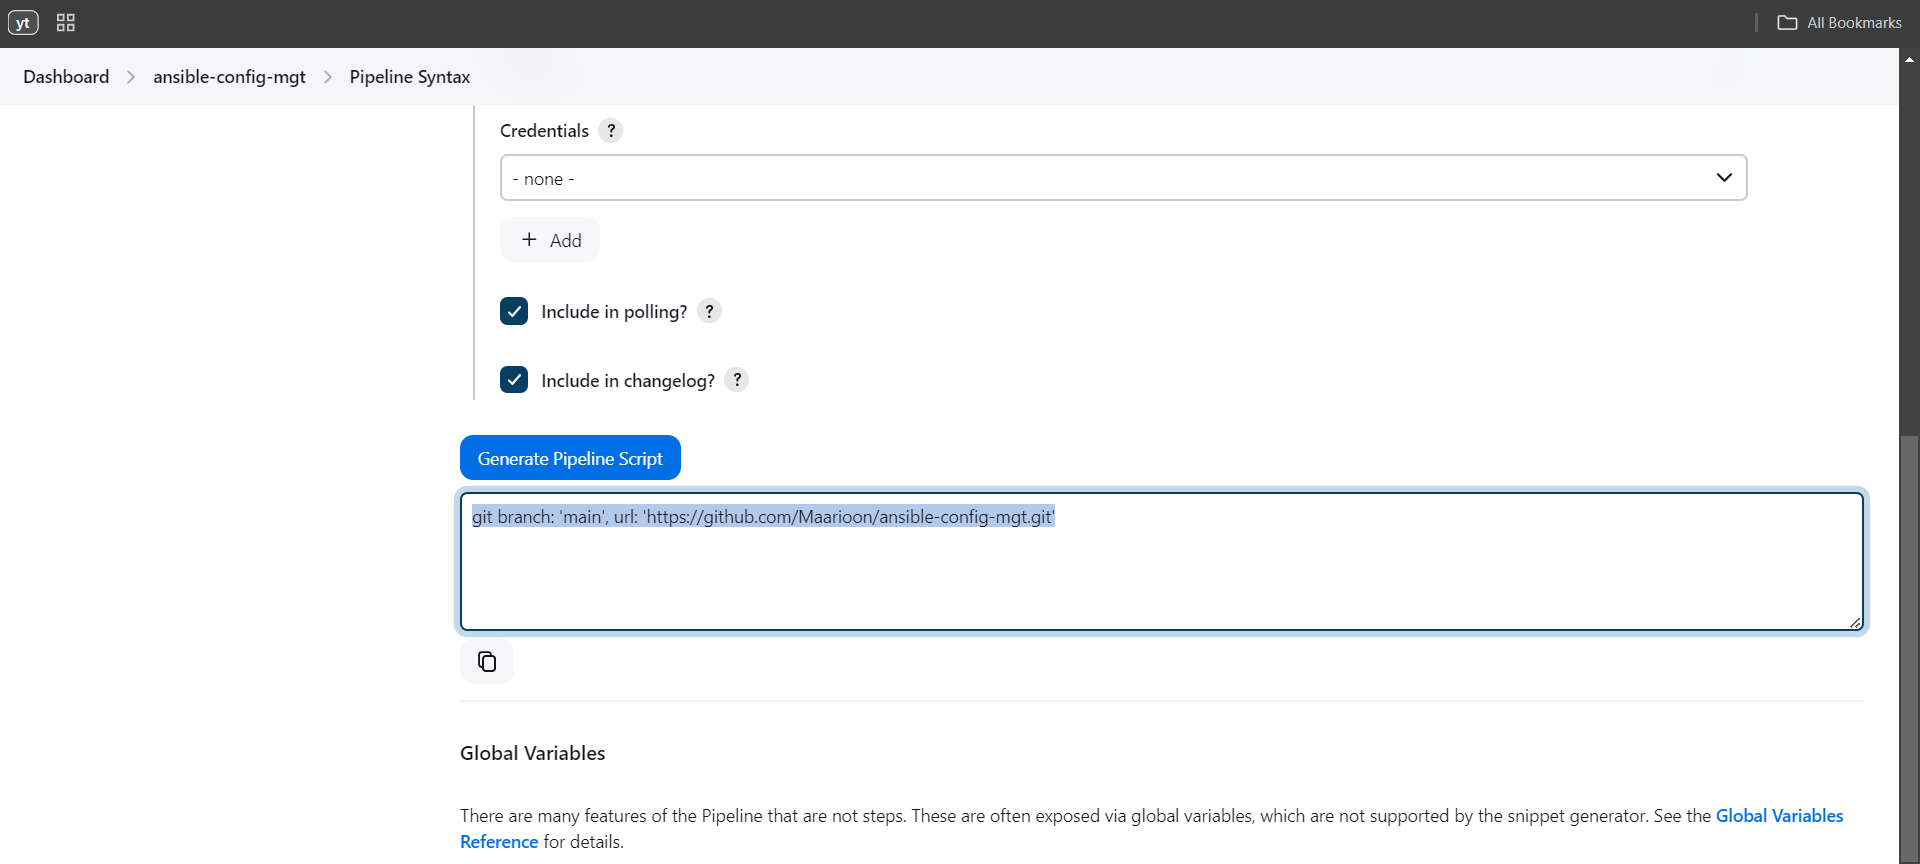 yt
All Bookmarks
Dashboard > ansible-config-mgt > Pipeline Syntax
Credentials ?
- none -
+ Add
Include in polling? ?
Include in changelog? ?
Generate Pipeline Script
git branch: 'main', url: 'https://github.com/Maarioon/ansible-config-mgt.git'
Global Variables
There are many features of the Pipeline that are not steps. These are often exposed via global variables, which are not supported by the snippet generator. See the Global Variables
Reference for details.